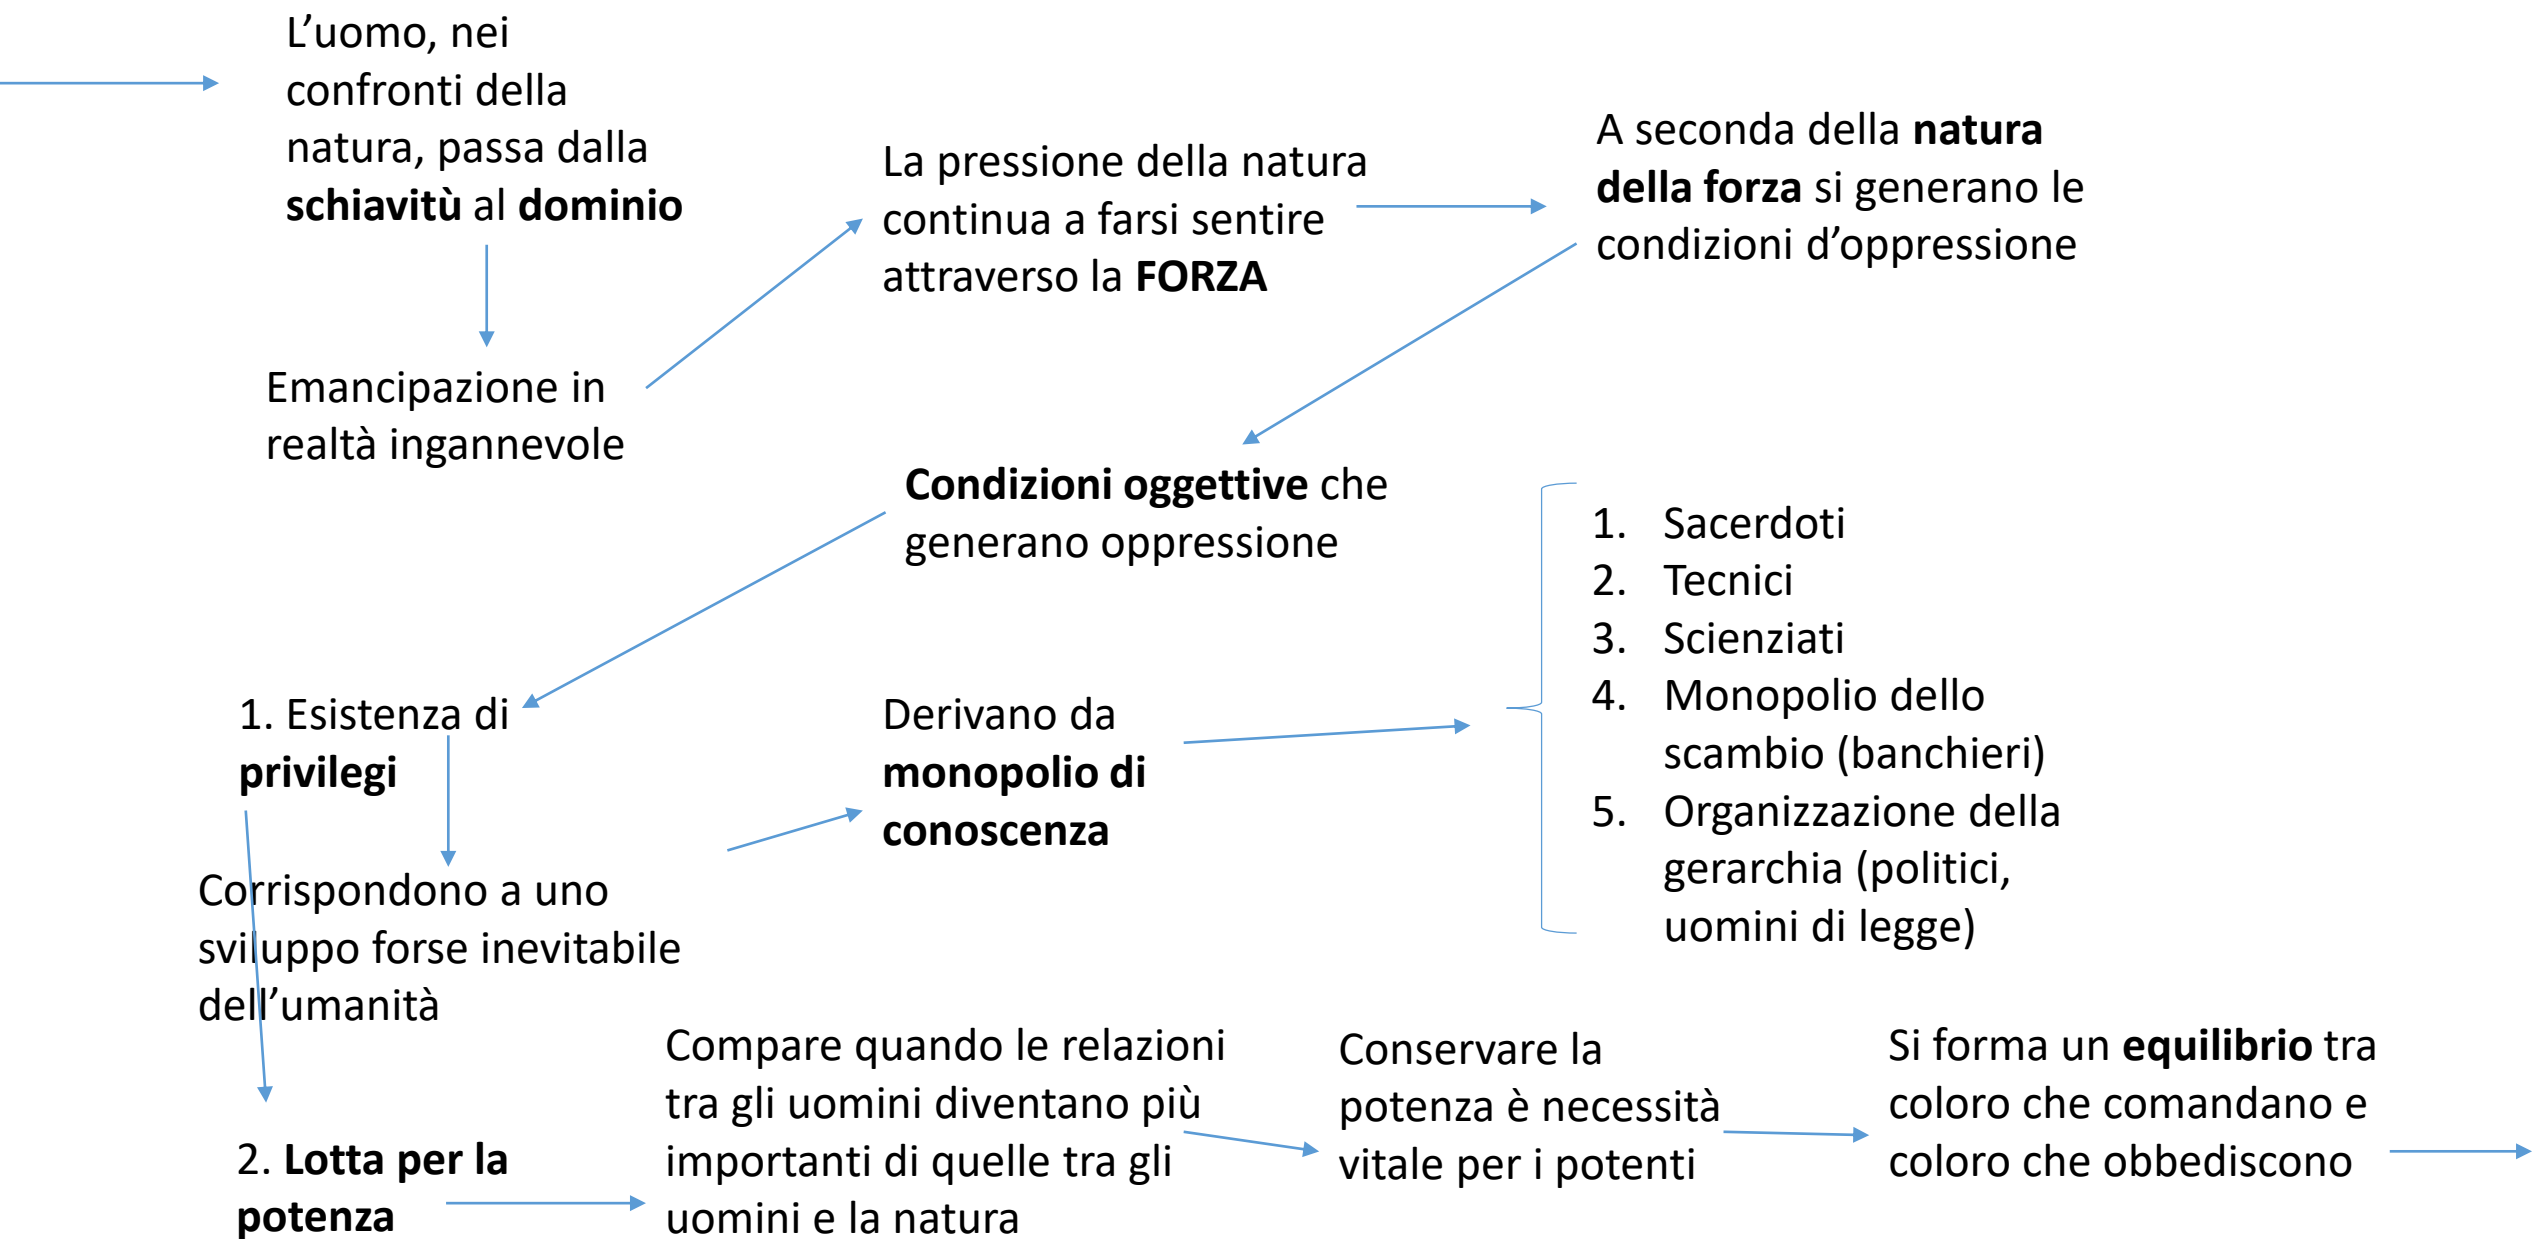 L’uomo, nei
confronti della
natura, passa dalla
schiavitù al dominio
Emancipazione in
realtà ingannevole
La pressione della natura
continua a farsi sentire
attraverso la FORZA
A seconda della natura
della forza si generano le
condizioni d’oppressione
Condizioni oggettive che
generano oppressione
1. Esistenza di
privilegi
Corrispondono a uno
sviluppo forse inevitabile
dell’umanità
Derivano da
monopolio di
conoscenza
1. Sacerdoti
2. Tecnici
3. Scienziati
4. Monopolio dello
scambio (banchieri)
5. Organizzazione della
gerarchia (politici,
uomini di legge)
2. Lotta per la
potenza
Compare quando le relazioni
tra gli uomini diventano più
importanti di quelle tra gli
uomini e la natura
Conservare la
potenza è necessità
vitale per i potenti
Si forma un equilibrio tra
coloro che comandano e
coloro che obbediscono